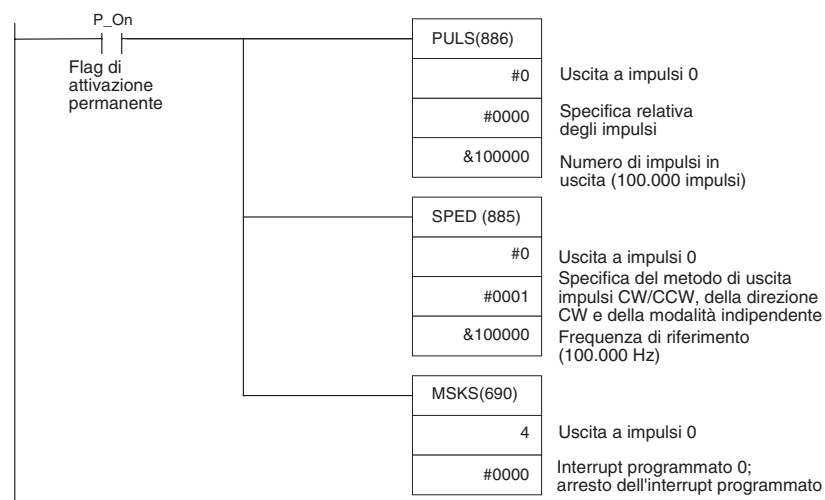 P_On
Flag di
attivazione
permanente
PULS(886)
#0
Uscita a impulsi 0
#0000
Specifica relativa
degli impulsi
&100000
Numero di impulsi in
uscita (100.000 impulsi)
SPED (885)
#0
Uscita a impulsi 0
#0001
Specifica del metodo di uscita
impulsi CW/CCW, della direzione
CW e della modalità indipendente
&100000
Frequenza di riferimento
(100.000 Hz)
MSKS(690)
4
Uscita a impulsi 0
#0000
Interrupt programmato 0;
arresto dell'interrupt programmato